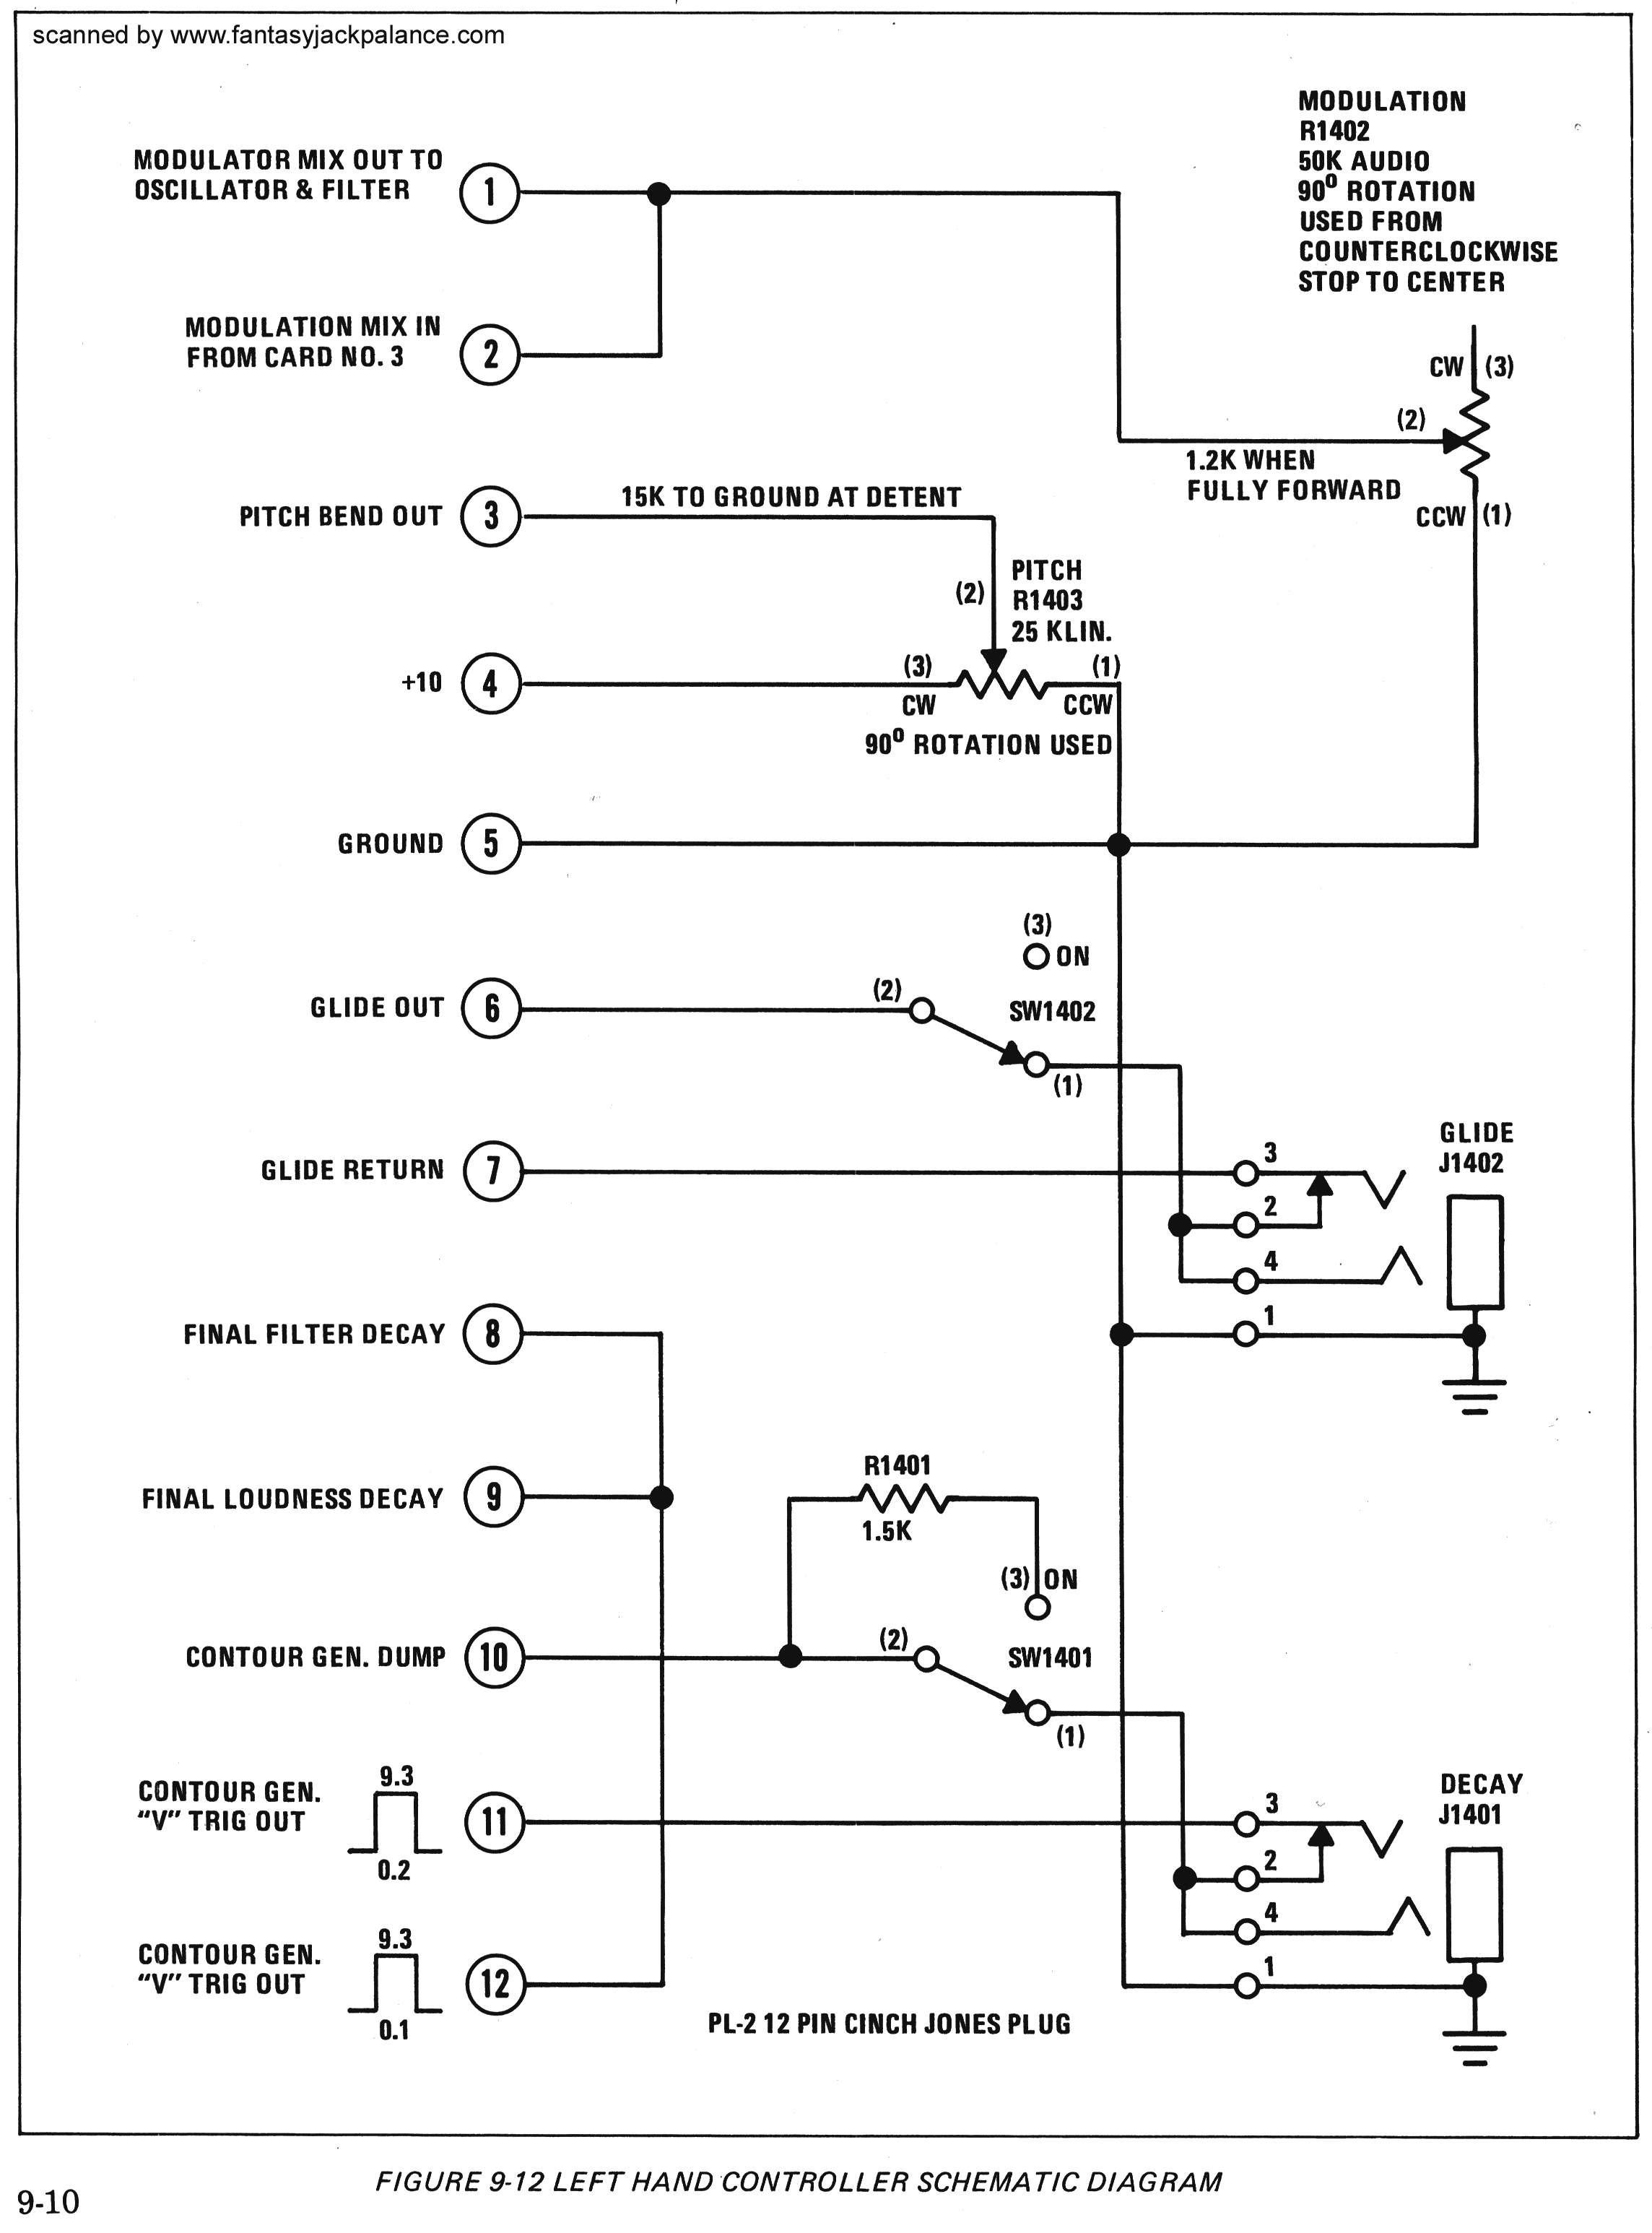 scanned by www.fantasyjackpalance.com
MODULATION
R1402
50K AUDIO
90⁰ ROTATION
USED FROM
COUNTERCLOCKWISE
STOP TO CENTER
MODULATOR MIX OUT TO
OSCILLATOR & FILTER
1
MODULATION MIX IN
FROM CARD NO. 3
2
CW (3)
(2)
1.2K WHEN
FULLY FORWARD
CCW (1)
PITCH BEND OUT 3
15K TO GROUND AT DETENT
PITCH
R1403
25 KLIN.
(2)
+10 4
(3)
CW
(1)
CCW
90⁰ ROTATION USED
GROUND 5
(3)
ON
GLIDE OUT 6
(2)
SW1402
(1)
GLIDE RETURN 7
GLIDE
J1402
3
2
4
1
FINAL FILTER DECAY 8
FINAL LOUDNESS DECAY 9
R1401
1.5K
(3) ON
CONTOUR GEN. DUMP 10
(2)
SW1401
(1)
CONTOUR GEN.
"V" TRIG OUT
9.3
0.2
11
DECAY
J1401
3
2
4
1
CONTOUR GEN.
"V" TRIG OUT
9.3
0.1
12
PL-2 12 PIN CINCH JONES PLUG
FIGURE 9-12 LEFT HAND CONTROLLER SCHEMATIC DIAGRAM
9-10